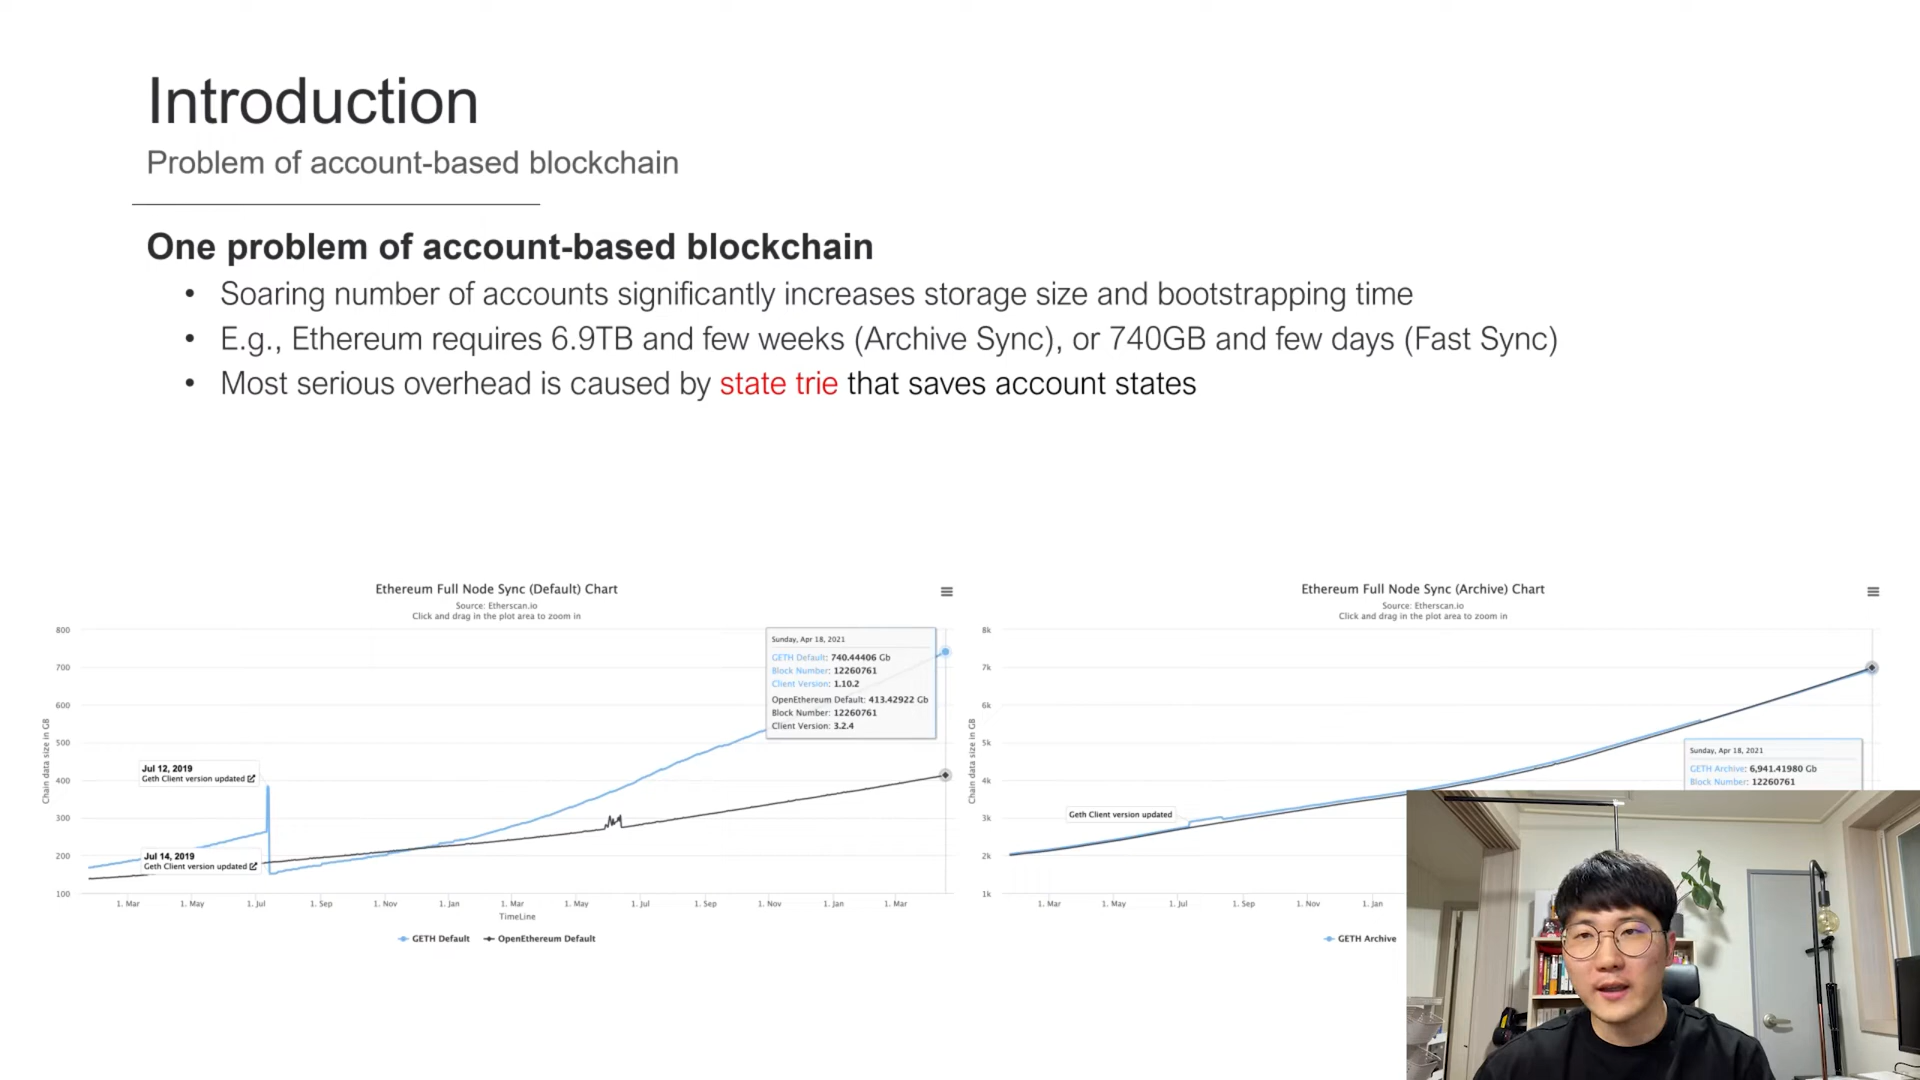 Introduction
Problem of account-based blockchain
One problem of account-based blockchain
• Soaring number of accounts significantly increases storage size and bootstrapping time
• E.g., Ethereum requires 6.9TB and few weeks (Archive Sync), or 740GB and few days (Fast Sync)
• Most serious overhead is caused by state trie that saves account states
Ethereum Full Node Sync (Default) Chart
Source: Etherscan.io
Click and drag in the plot area to zoom in
800
700
600
500
400
300
200
100
Chain data size in GB
Sunday, Apr 18, 2021
GETH Default: 740.44406 Gb
Block Number: 12260761
Client Version: 1.10.2
OpenEthereum Default: 413.42922 Gb
Block Number: 12260761
Client Version: 3.2.4
Jul 12, 2019
Geth Client version updated
Jul 14, 2019
Geth Client version updated
1. Mar 1. May 1. Jul 1. Sep 1. Nov 1. Jan 1. Mar 1. May 1. Jul 1. Sep 1. Nov 1. Jan 1. Mar
TimeLine
GETH Default OpenEthereum Default
Ethereum Full Node Sync (Archive) Chart
Source: Etherscan.io
Click and drag in the plot area to zoom in
8k
7k
6k
5k
4k
3k
2k
1k
Chain data size in GB
Sunday, Apr 18, 2021
GETH Archive: 6,941.41980 Gb
Block Number: 12260761
Geth Client version updated
1. Mar 1. May 1. Jul 1. Sep 1. Nov 1. Jan
GETH Archive